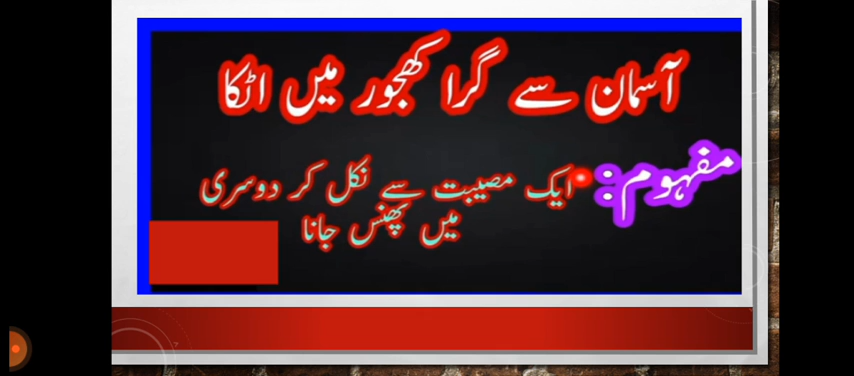 آسمان سے گرا کھجور میں اٹکا
مفہوم: ایک مصیبت سے نکل کر دوسری
میں پھنس جانا